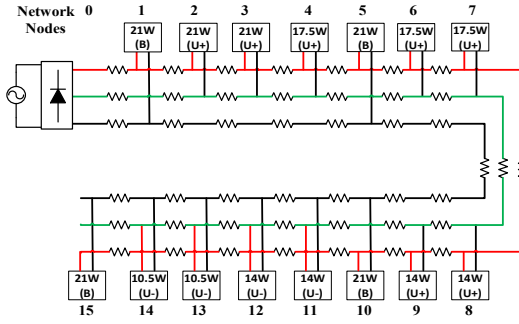 Network Nodes 0 1 2 3 4 5 6 7
21W (B)
21W (U+)
21W (U+)
17.5W (U+)
21W (B)
17.5W (U+)
17.5W (U+)
21W (B)
10.5W (U-)
10.5W (U-)
14W (U-)
14W (U-)
21W (B)
14W (U+)
14W (U+)
15 14 13 12 11 10 9 8